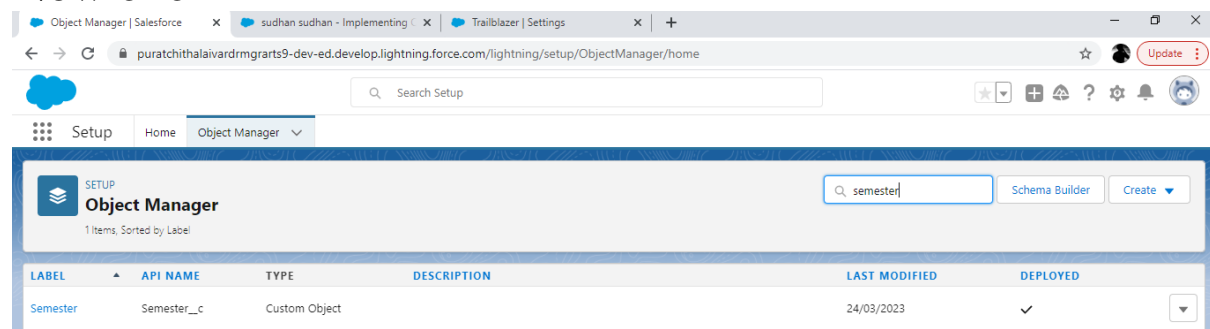 Object Manager | Salesforce
sudhan sudhan - Implementing C
Trailblazer | Settings
puratchithalaivardrmgrarts9-dev-ed.develop.lightning.force.com/lightning/setup/ObjectManager/home
Update
Search Setup
Setup Home Object Manager
SETUP
Object Manager
1 Items, Sorted by Label
semester
Schema Builder
Create
LABEL API NAME TYPE DESCRIPTION LAST MODIFIED DEPLOYED
Semester Semester__c Custom Object 24/03/2023